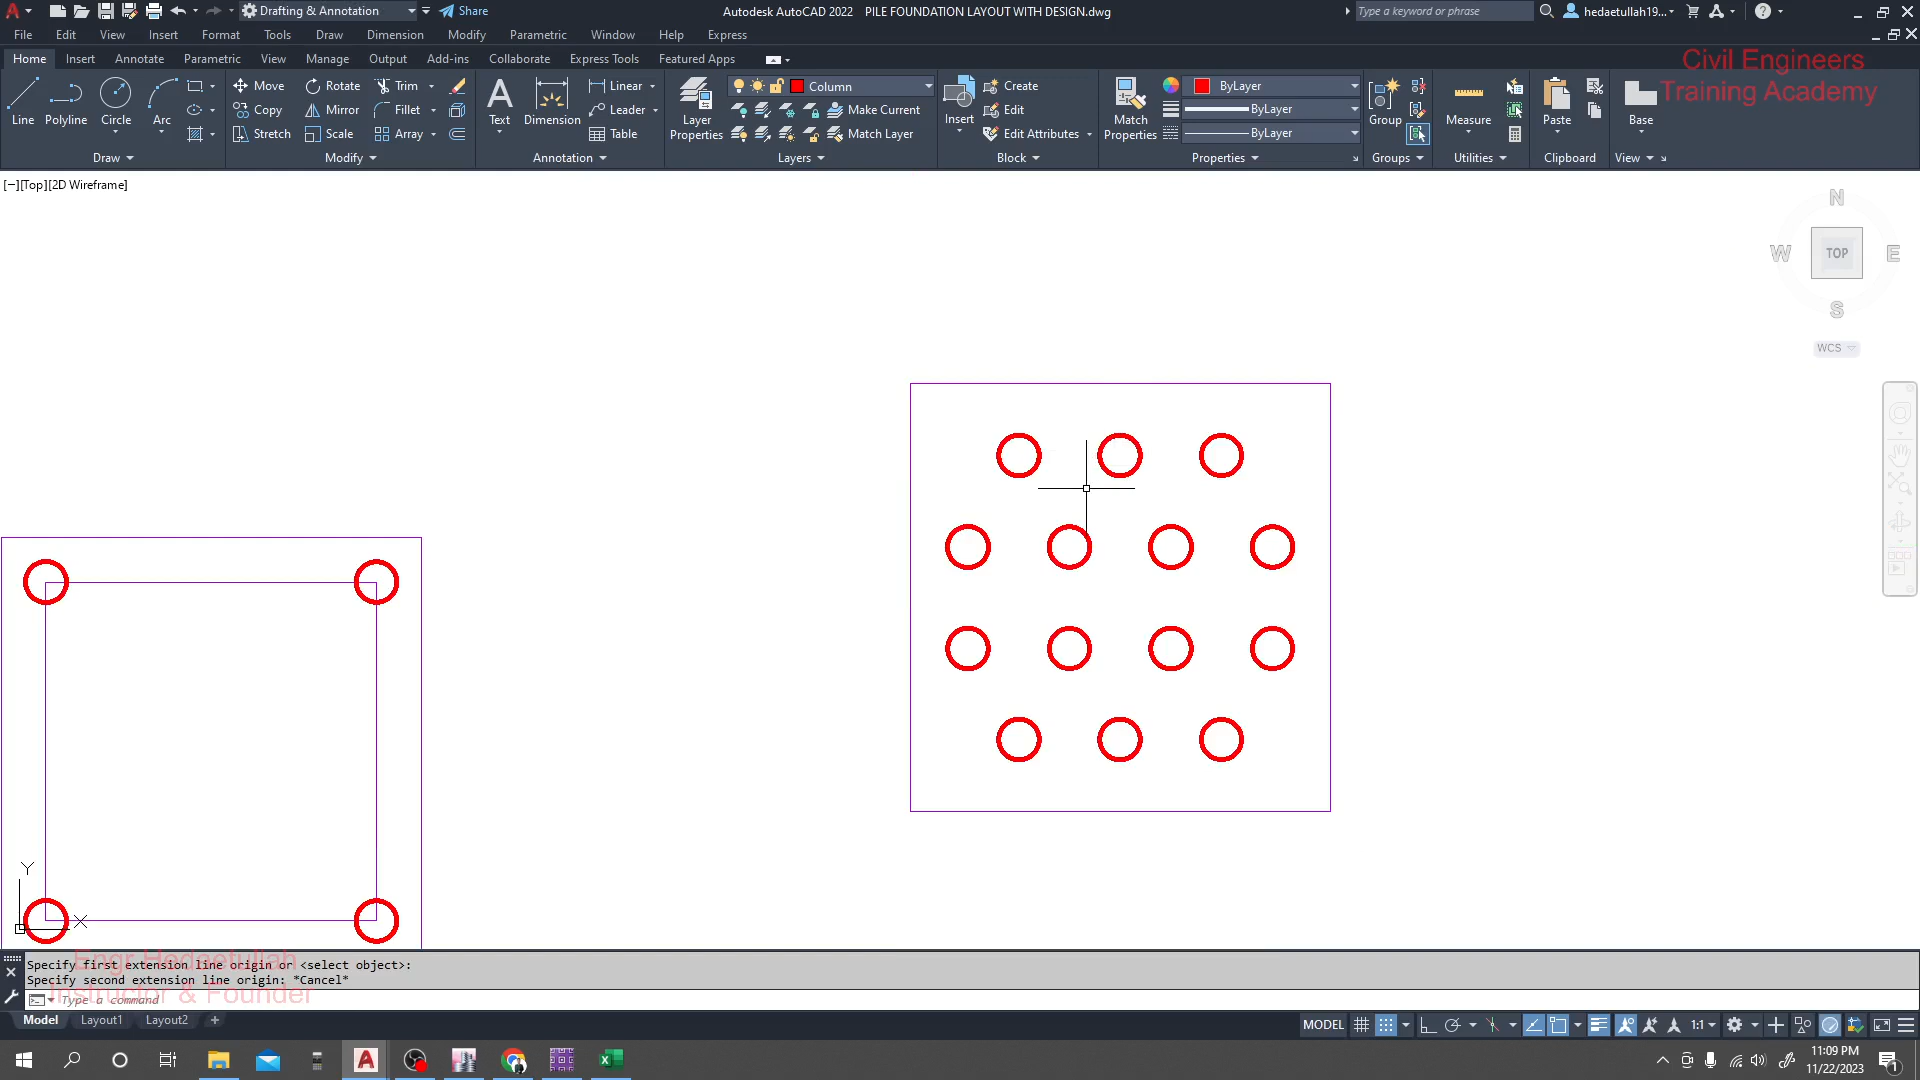 Drafting & Annotation
Share
Autodesk AutoCAD 2022 PILE FOUNDATION LAYOUT WITH DESIGN.dwg
Type a keyword or phrase
hedaetullah19...
File Edit View Insert Format Tools Draw Dimension Modify Parametric Window Help Express
Home Insert Annotate Parametric View Manage Output Add-ins Collaborate Express Tools Featured Apps
Civil Engineers
Training Academy
Line Polyline Circle Arc
Move Rotate Trim
Copy Mirror Fillet
Stretch Scale Array
Text Dimension
Linear
Leader
Table
Layer Properties
Column
Make Current
Match Layer
Insert
Create
Edit
Edit Attributes
Match Properties
ByLayer
ByLayer
ByLayer
Group
Measure
Paste
Base
Draw Modify Annotation Layers Block Properties Groups Utilities Clipboard View
[−][Top][2D Wireframe]
N
W TOP E
S
WCS
Y
X
Specify first extension line origin or <select object>:
Specify second extension line origin: *Cancel*
Type a command
Engr Hedaetullah
Instructor & Founder
Model Layout1 Layout2 +
MODEL
1:1
11:09 PM
11/22/2023
1